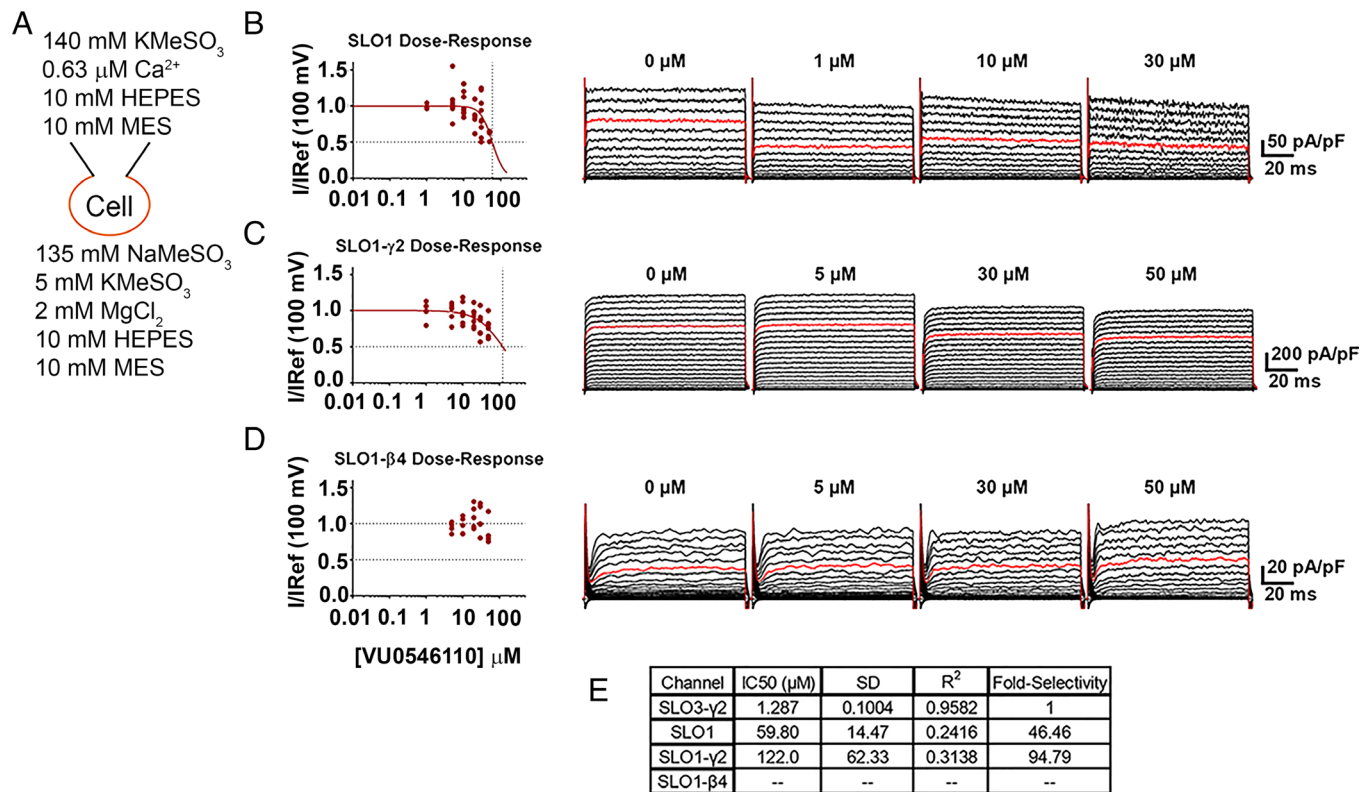 A
140 mM KMeSO₃
0.63 μM Ca²⁺
10 mM HEPES
10 mM MES
Cell
135 mM NaMeSO₃
5 mM KMeSO₃
2 mM MgCl₂
10 mM HEPES
10 mM MES
B
SLO1 Dose-Response
I/IRef (100 mV)
1.5
1.0
0.5
0.0
0.01 0.1 1 10 100
0 μM 1 μM 10 μM 30 μM
50 pA/pF
20 ms
C
SLO1-γ2 Dose-Response
I/IRef (100 mV)
1.5
1.0
0.5
0.0
0.01 0.1 1 10 100
0 μM 5 μM 30 μM 50 μM
200 pA/pF
20 ms
D
SLO1-β4 Dose-Response
I/IRef (100 mV)
1.5
1.0
0.5
0.0
0.01 0.1 1 10 100
[VU0546110] μM
0 μM 5 μM 30 μM 50 μM
20 pA/pF
20 ms
E
Channel IC50 (μM) SD R² Fold-Selectivity
SLO3-γ2 1.287 0.1004 0.9582 1
SLO1 59.80 14.47 0.2416 46.46
SLO1-γ2 122.0 62.33 0.3138 94.79
SLO1-β4 -- -- -- --